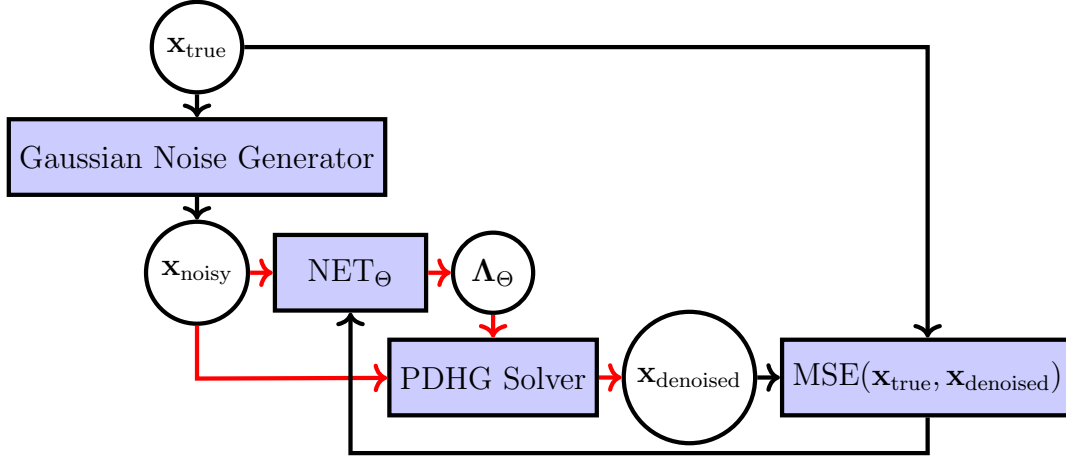 x_true
Gaussian Noise Generator
x_noisy
NET_Θ
Λ_Θ
PDHG Solver
x_denoised
MSE(x_true, x_denoised)